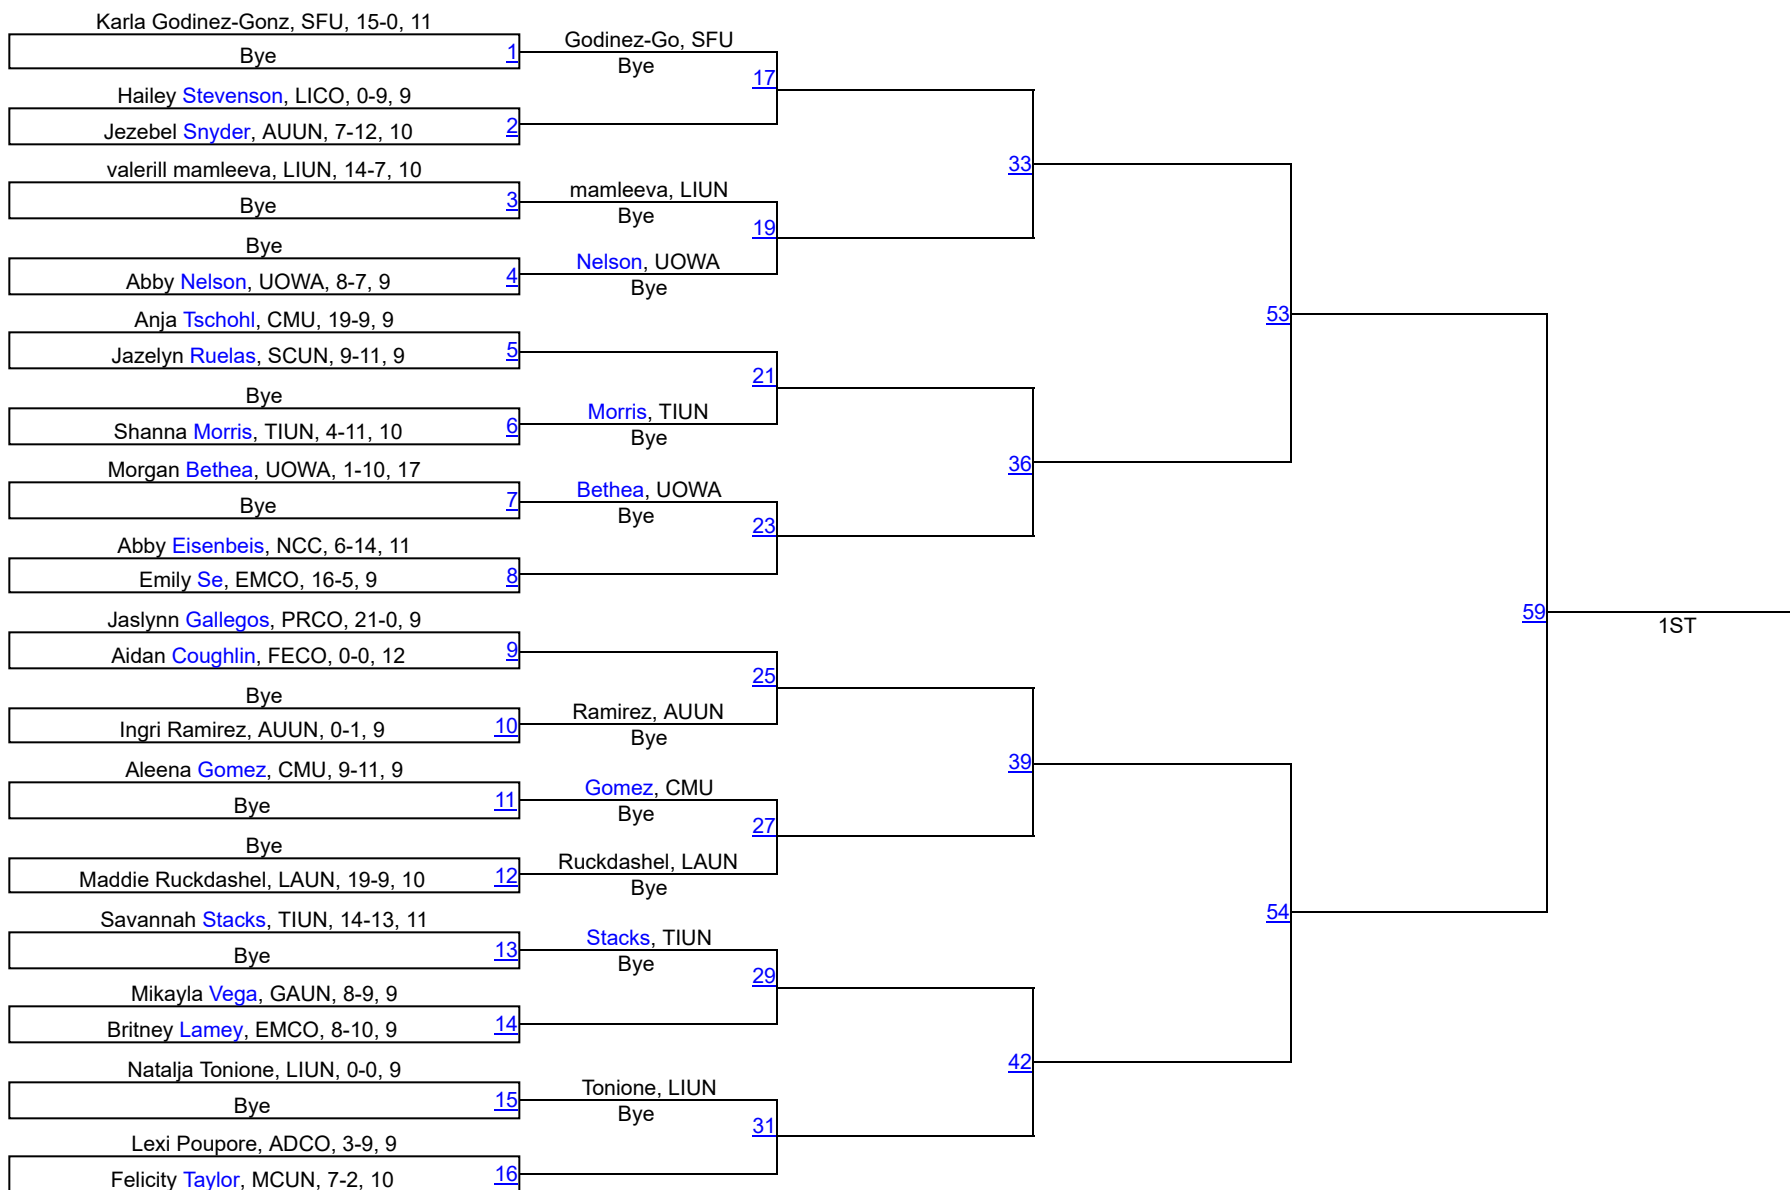 Karla Godinez-Gonz, SFU, 15-0, 11
Bye
1
Hailey Stevenson, LICO, 0-9, 9
Jezebel Snyder, AUUN, 7-12, 10
2
valerill mamleeva, LIUN, 14-7, 10
Bye
3
Bye
Abby Nelson, UOWA, 8-7, 9
4
Anja Tschohl, CMU, 19-9, 9
Jazelyn Ruelas, SCUN, 9-11, 9
5
Bye
Shanna Morris, TIUN, 4-11, 10
6
Morgan Bethea, UOWA, 1-10, 17
Bye
7
Abby Eisenbeis, NCC, 6-14, 11
Emily Se, EMCO, 16-5, 9
8
Jaslynn Gallegos, PRCO, 21-0, 9
Aidan Coughlin, FECO, 0-0, 12
9
Bye
Ingri Ramirez, AUUN, 0-1, 9
10
Aleena Gomez, CMU, 9-11, 9
Bye
11
Bye
Maddie Ruckdashel, LAUN, 19-9, 10
12
Savannah Stacks, TIUN, 14-13, 11
Bye
13
Mikayla Vega, GAUN, 8-9, 9
Britney Lamey, EMCO, 8-10, 9
14
Natalja Tonione, LIUN, 0-0, 9
Bye
15
Lexi Poupore, ADCO, 3-9, 9
Felicity Taylor, MCUN, 7-2, 10
16
Godinez-Go, SFU
Bye
17
mamleeva, LIUN
Bye
19
Nelson, UOWA
Bye
21
Morris, TIUN
Bye
Bethea, UOWA
Bye
23
25
Ramirez, AUUN
Bye
Gomez, CMU
Bye
27
Ruckdashel, LAUN
Bye
Stacks, TIUN
Bye
29
Tonione, LIUN
Bye
31
33
36
39
42
53
54
59
1ST